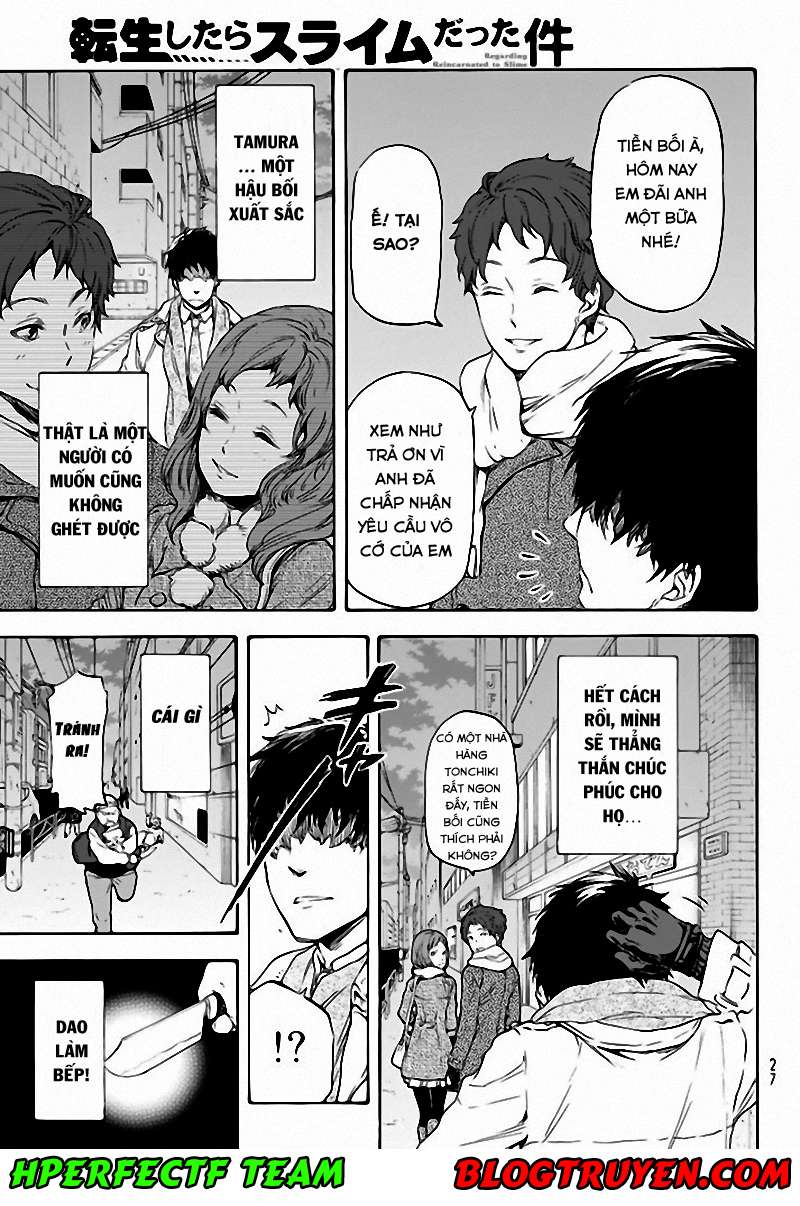 転生したらスライムだった件
Regarding
Reincarnated to Slime
TIỀN BỐI À,
HÔM NAY
EM ĐÃI ANH
MỘT BỮA
NHÉ!
Ể! TẠI
SAO?
XEM NHƯ
TRẢ ƠN VÌ
ANH ĐÃ
CHẤP NHẬN
YÊU CẦU VÔ
CỚ CỦA EM
TAMURA
... MỘT
HẬU BỐI
XUẤT SẮC
THẬT LÀ MỘT
NGƯỜI CÓ
MUỐN CŨNG
KHÔNG
GHÉT ĐƯỢC
HẾT CÁCH
RỒI, MÌNH
SẼ THẲNG
THẮN CHÚC
PHÚC CHO
HỌ...
CÓ MỘT NHÀ
HÀNG
TONCHIKI
RẤT NGON
ĐẤY, TIỀN
BỐI CŨNG
THÍCH PHẢI
KHÔNG?
キャー
!?
CÁI GÌ
TRÁNH
RA!
DAO
LÀM
BẾP!
27
HPERFECTF TEAM
BLOGTRUYEN.COM